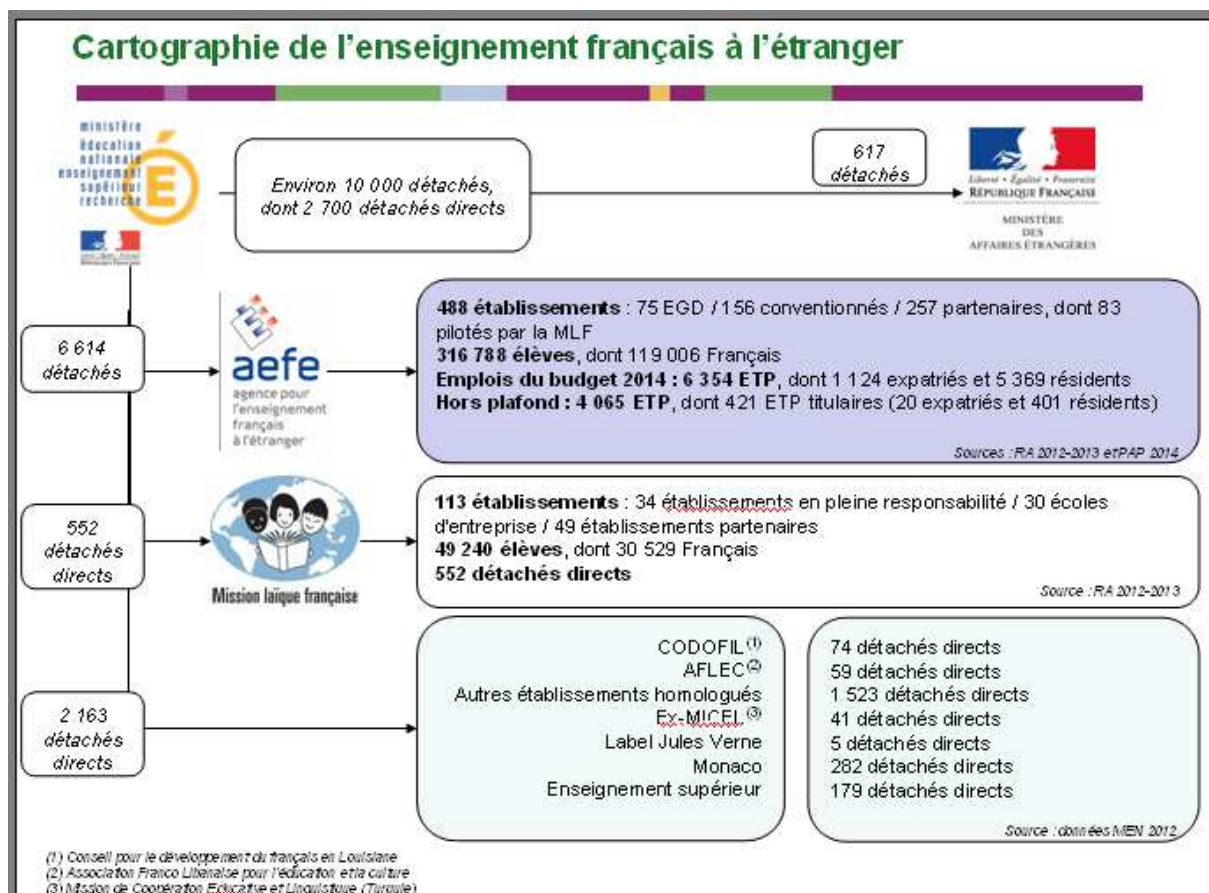 Cartographie de l'enseignement français à l'étranger
ministère
éducation
nationale
enseignement
supérieur
recherche
RÉPUBLIQUE FRANÇAISE
Environ 10 000 détachés,
dont 2 700 détachés directs
617
détachés
Liberté • Égalité • Fraternité
RÉPUBLIQUE FRANÇAISE
MINISTÈRE
DES
AFFAIRES ÉTRANGÈRES
6 614
détachés
aefe
agence pour
l'enseignement
français
à l'étranger
488 établissements : 75 EGD / 156 conventionnés / 257 partenaires, dont 83
pilotés par la MLF
316 788 élèves, dont 119 006 Français
Emplois du budget 2014 : 6 354 ETP, dont 1 124 expatriés et 5 369 résidents
Hors plafond : 4 065 ETP, dont 421 ETP titulaires (20 expatriés et 401 résidents)
Sources : RA 2012-2013 et PAP 2014
552
détachés
directs
Mission laïque française
113 établissements : 34 établissements en pleine responsabilité / 30 écoles
d'entreprise / 49 établissements partenaires
49 240 élèves, dont 30 529 Français
552 détachés directs
Source : RA 2012-2013
2 163
détachés
directs
CODOFIL (1) 74 détachés directs
AFLEC (2) 59 détachés directs
Autres établissements homologués 1 523 détachés directs
Ex-MICEL (3) 41 détachés directs
Label Jules Verne 5 détachés directs
Monaco 282 détachés directs
Enseignement supérieur 179 détachés directs
Source : données MEN 2012
(1) Conseil pour le développement du français en Louisiane
(2) Association Franco Libanaise pour l'éducation et la culture
(3) Mission de Coopération Educative et Linguistique (Turquie)